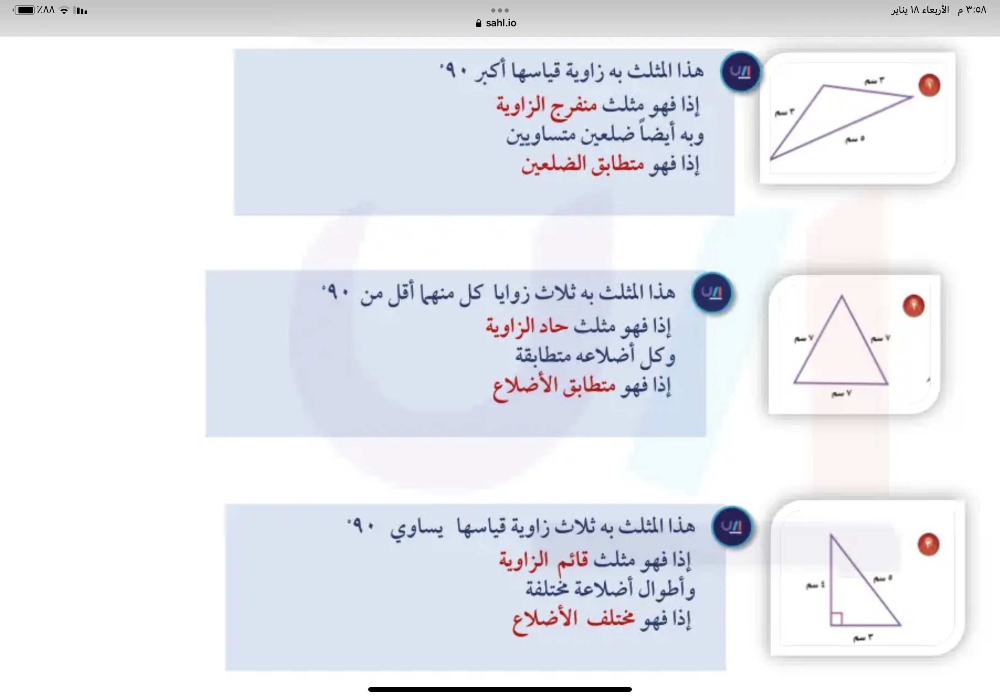 ٣:٥٨ م الأربعاء ١٨ يناير
٪٨٨
sahl.io
١
٣ سم
٣ سم
٥ سم
هذا المثلث به زاوية قياسها أكبر ٩٠°
إذا فهو مثلث منفرج الزاوية
وبه أيضاً ضلعين متساويين
إذا فهو متطابق الضلعين
٢
٧ سم
٧ سم
٧ سم
هذا المثلث به ثلاث زوايا كل منهما أقل من ٩٠°
إذا فهو مثلث حاد الزاوية
وكل أضلاعه متطابقة
إذا فهو متطابق الأضلاع
٣
٥ سم
٤ سم
٣ سم
هذا المثلث به ثلاث زاوية قياسها يساوي ٩٠°
إذا فهو مثلث قائم الزاوية
وأطوال أضلاعة مختلفة
إذا فهو مختلف الأضلاع